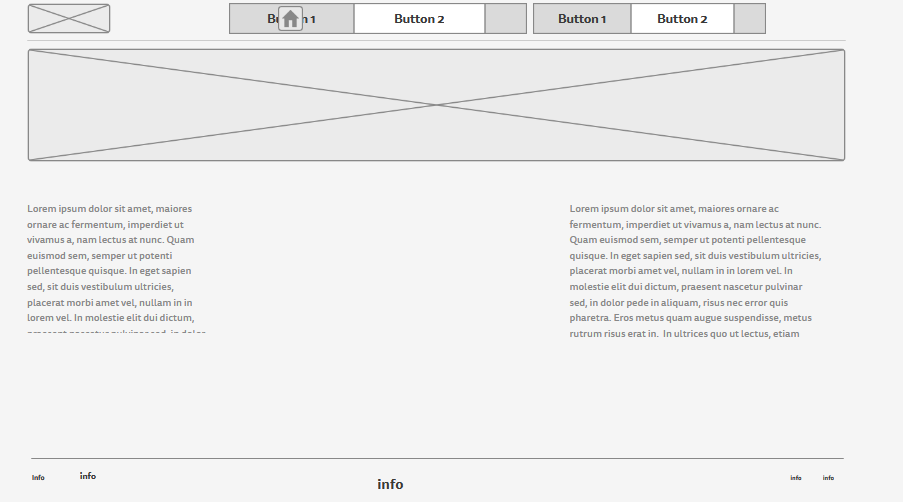 Button 2
Button 1
Button 2
Lorem ipsum dolor sit amet, maiores
ornare ac fermentum, imperdiet ut
vivamus a, nam lectus at nunc. Quam
euismod sem, semper ut potenti
pellentesque quisque. In eget sapien
sed, sit duis vestibulum ultricies,
placerat morbi amet vel, nullam in in
lorem vel. In molestie elit dui dictum,
Lorem ipsum dolor sit amet, maiores ornare ac
fermentum, imperdiet ut vivamus a, nam lectus at nunc.
Quam euismod sem, semper ut potenti pellentesque
quisque. In eget sapien sed, sit duis vestibulum ultricies,
placerat morbi amet vel, nullam in in lorem vel. In
molestie elit dui dictum, praesent nascetur pulvinar
sed, in dolor pede in aliquam, risus nec error quis
pharetra. Eros metus quam augue suspendisse, metus
rutrum risus erat in. In ultrices quo ut lectus, etiam
Info
info
info
info
info